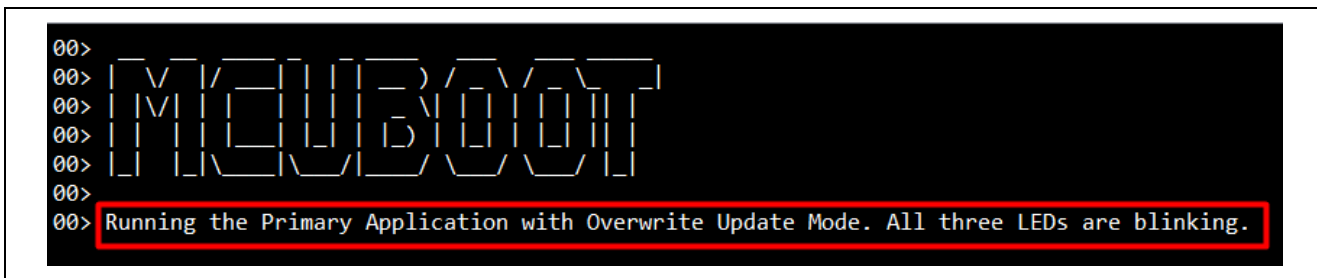 00>
00> MCUBOOT
00>
00>
00>
00>
00> Running the Primary Application with Overwrite Update Mode. All three LEDs are blinking.